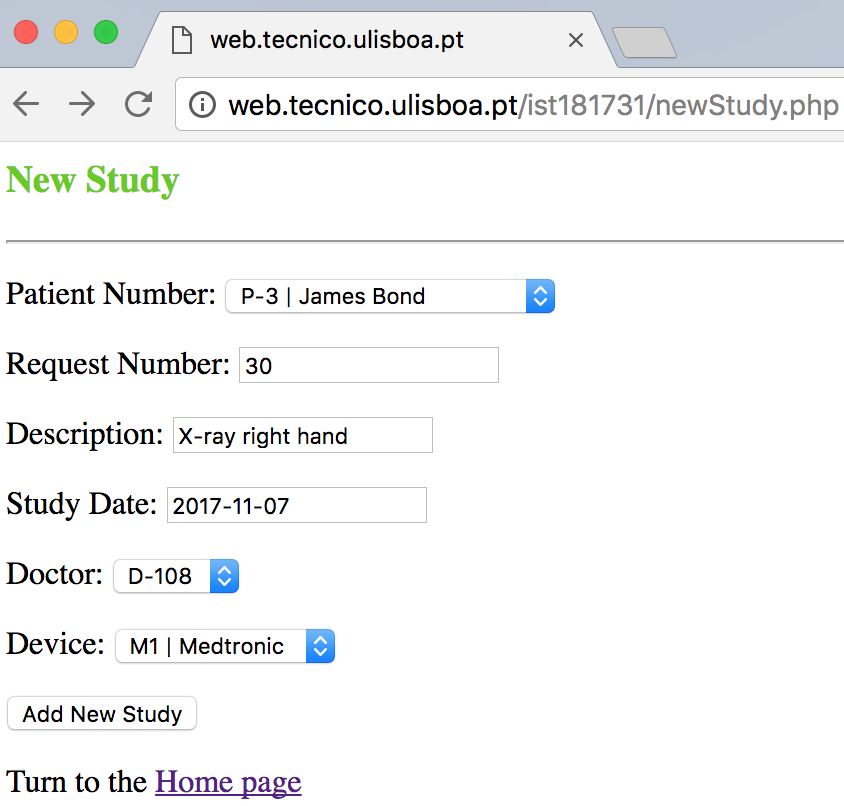 web.tecnico.ulisboa.pt
web.tecnico.ulisboa.pt/ist181731/newStudy.php
New Study
Patient Number: P-3 | James Bond
Request Number: 30
Description: X-ray right hand
Study Date: 2017-11-07
Doctor: D-108
Device: M1 | Medtronic
Add New Study
Turn to the Home page